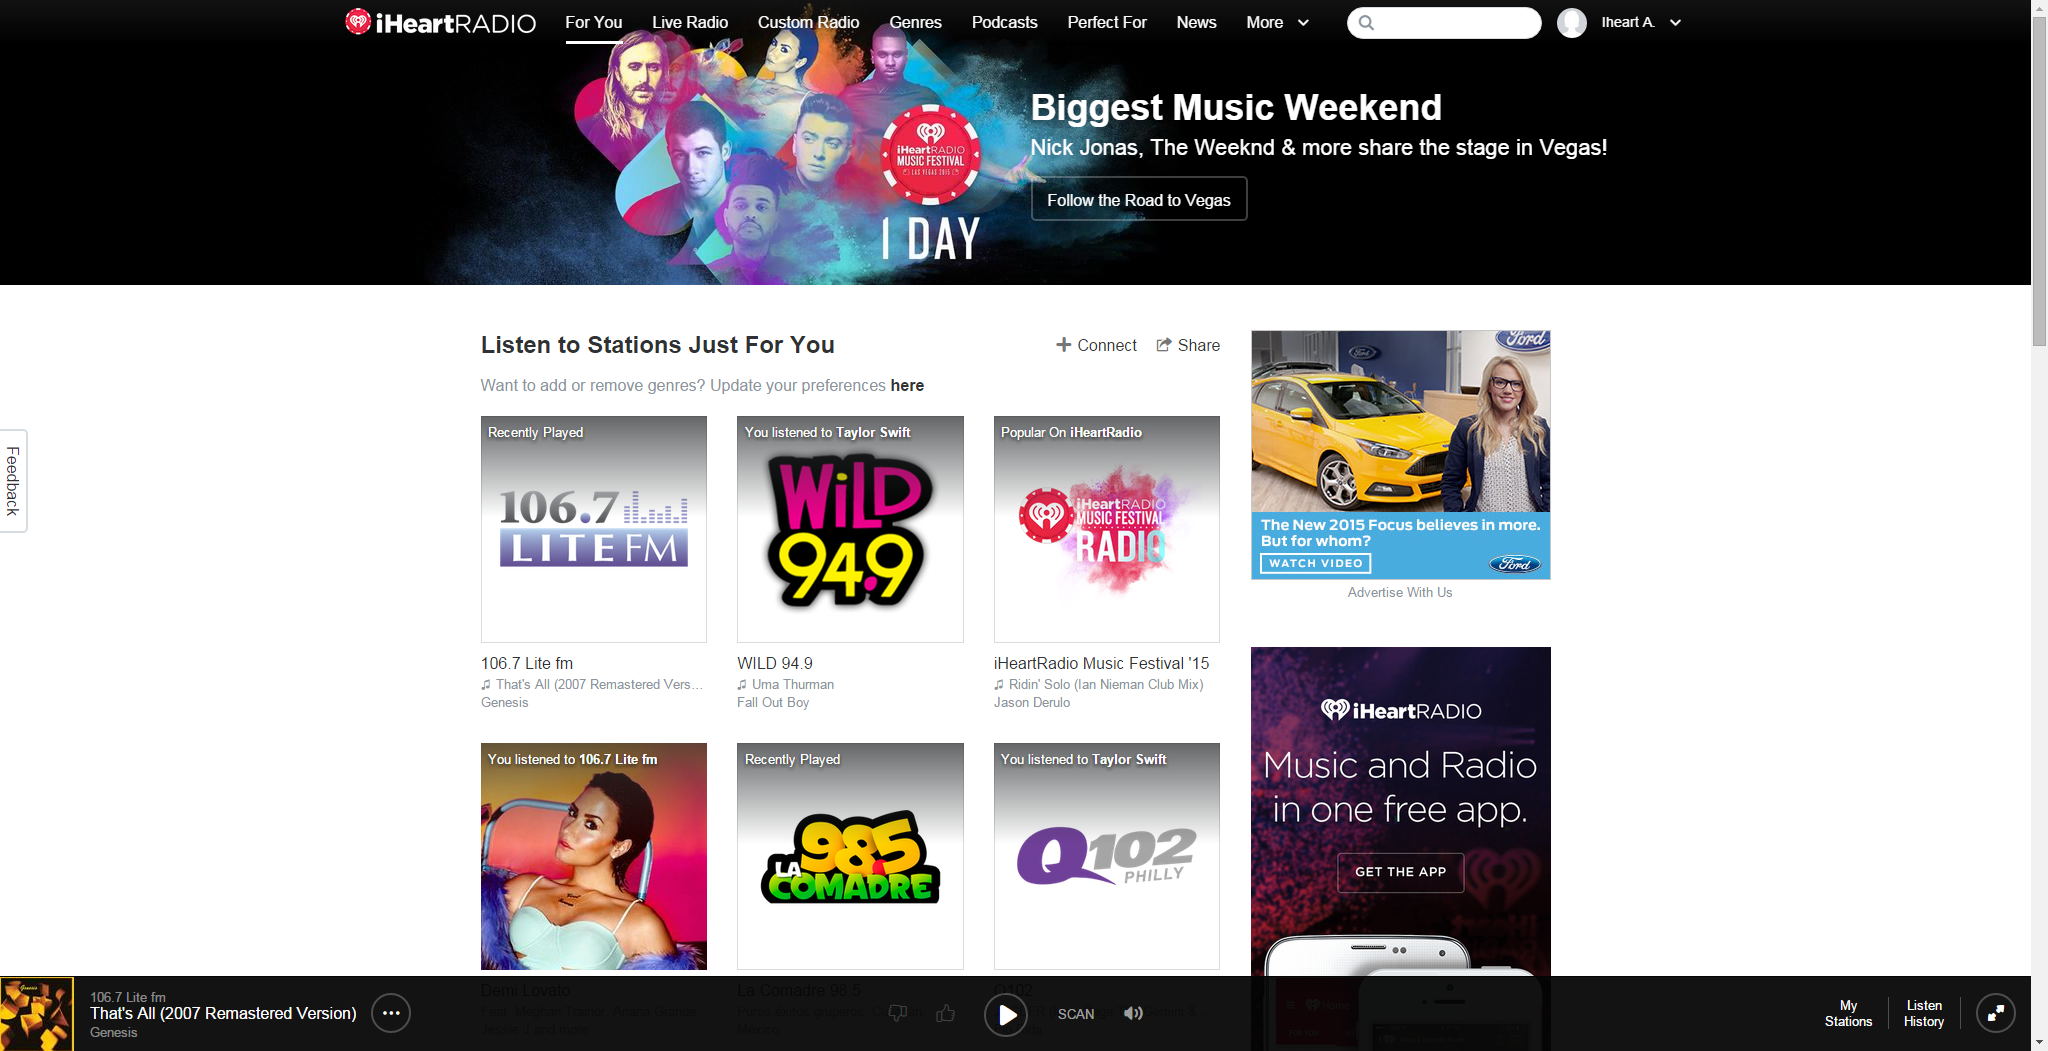 iHeartRADIO
For You
Live Radio
Custom Radio
Genres
Podcasts
Perfect For
News
More
Iheart A.
iHeartRADIO
MUSIC FESTIVAL
LAS VEGAS 2015
1 DAY
Biggest Music Weekend
Nick Jonas, The Weeknd & more share the stage in Vegas!
Follow the Road to Vegas
Feedback
Listen to Stations Just For You
Connect
Share
Want to add or remove genres? Update your preferences here
Recently Played
106.7
LITE FM
106.7 Lite fm
That's All (2007 Remastered Vers...
Genesis
You listened to Taylor Swift
WiLD
94.9
WILD 94.9
Uma Thurman
Fall Out Boy
Popular On iHeartRadio
iHeartRADIO
MUSIC FESTIVAL
RADIO
iHeartRadio Music Festival '15
Ridin' Solo (Ian Nieman Club Mix)
Jason Derulo
Ford
Ford
The New 2015 Focus believes in more.
But for whom?
WATCH VIDEO
Ford
Advertise With Us
You listened to 106.7 Lite fm
Demi Lovato
Recently Played
98.5
LA
COMADRE
La Comadre 98.5
You listened to Taylor Swift
Q102
PHILLY
Q102
iHeartRADIO
Music and Radio
in one free app.
GET THE APP
106.7 Lite fm
That's All (2007 Remastered Version)
Genesis
SCAN
My
Stations
Listen
History